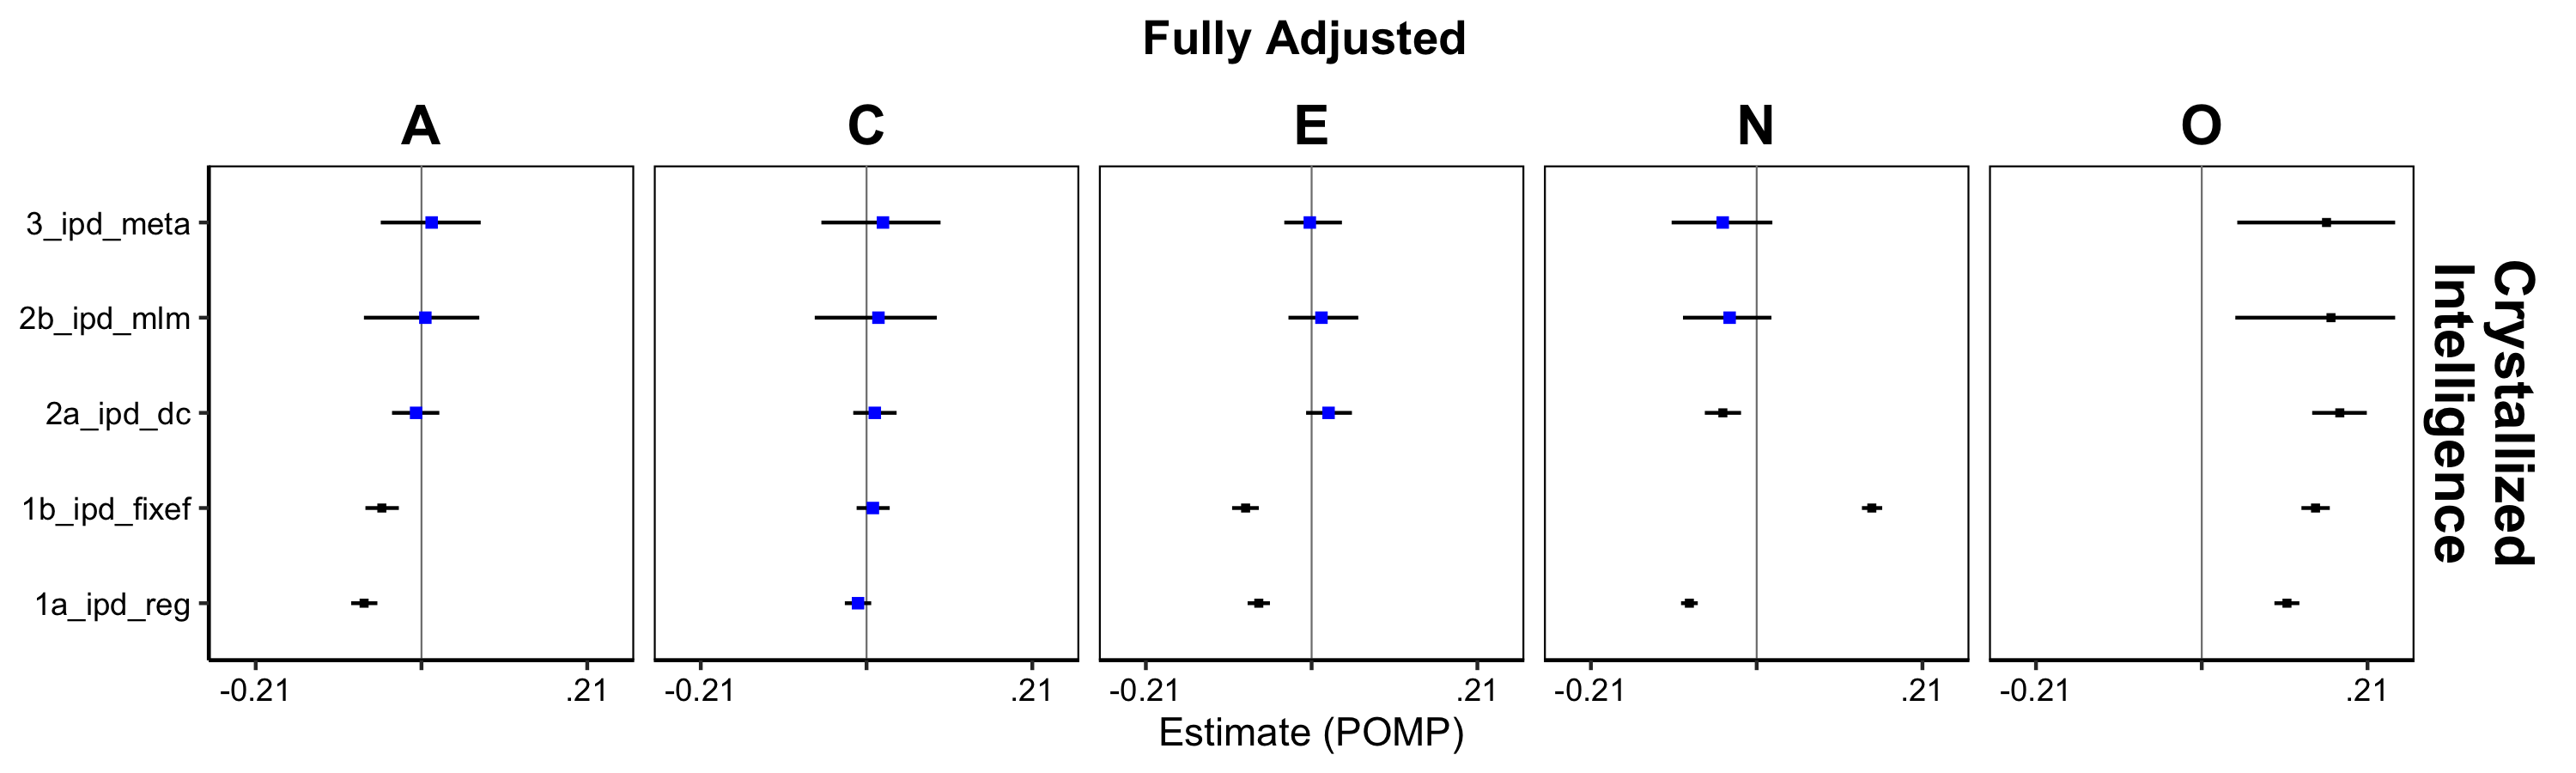 Fully Adjusted
A C E N O
3_ipd_meta
2b_ipd_mlm
2a_ipd_dc
1b_ipd_fixef
1a_ipd_reg
-0.21 .21 -0.21 .21 -0.21 .21 -0.21 .21 -0.21 .21
Estimate (POMP)
Crystallized
Intelligence